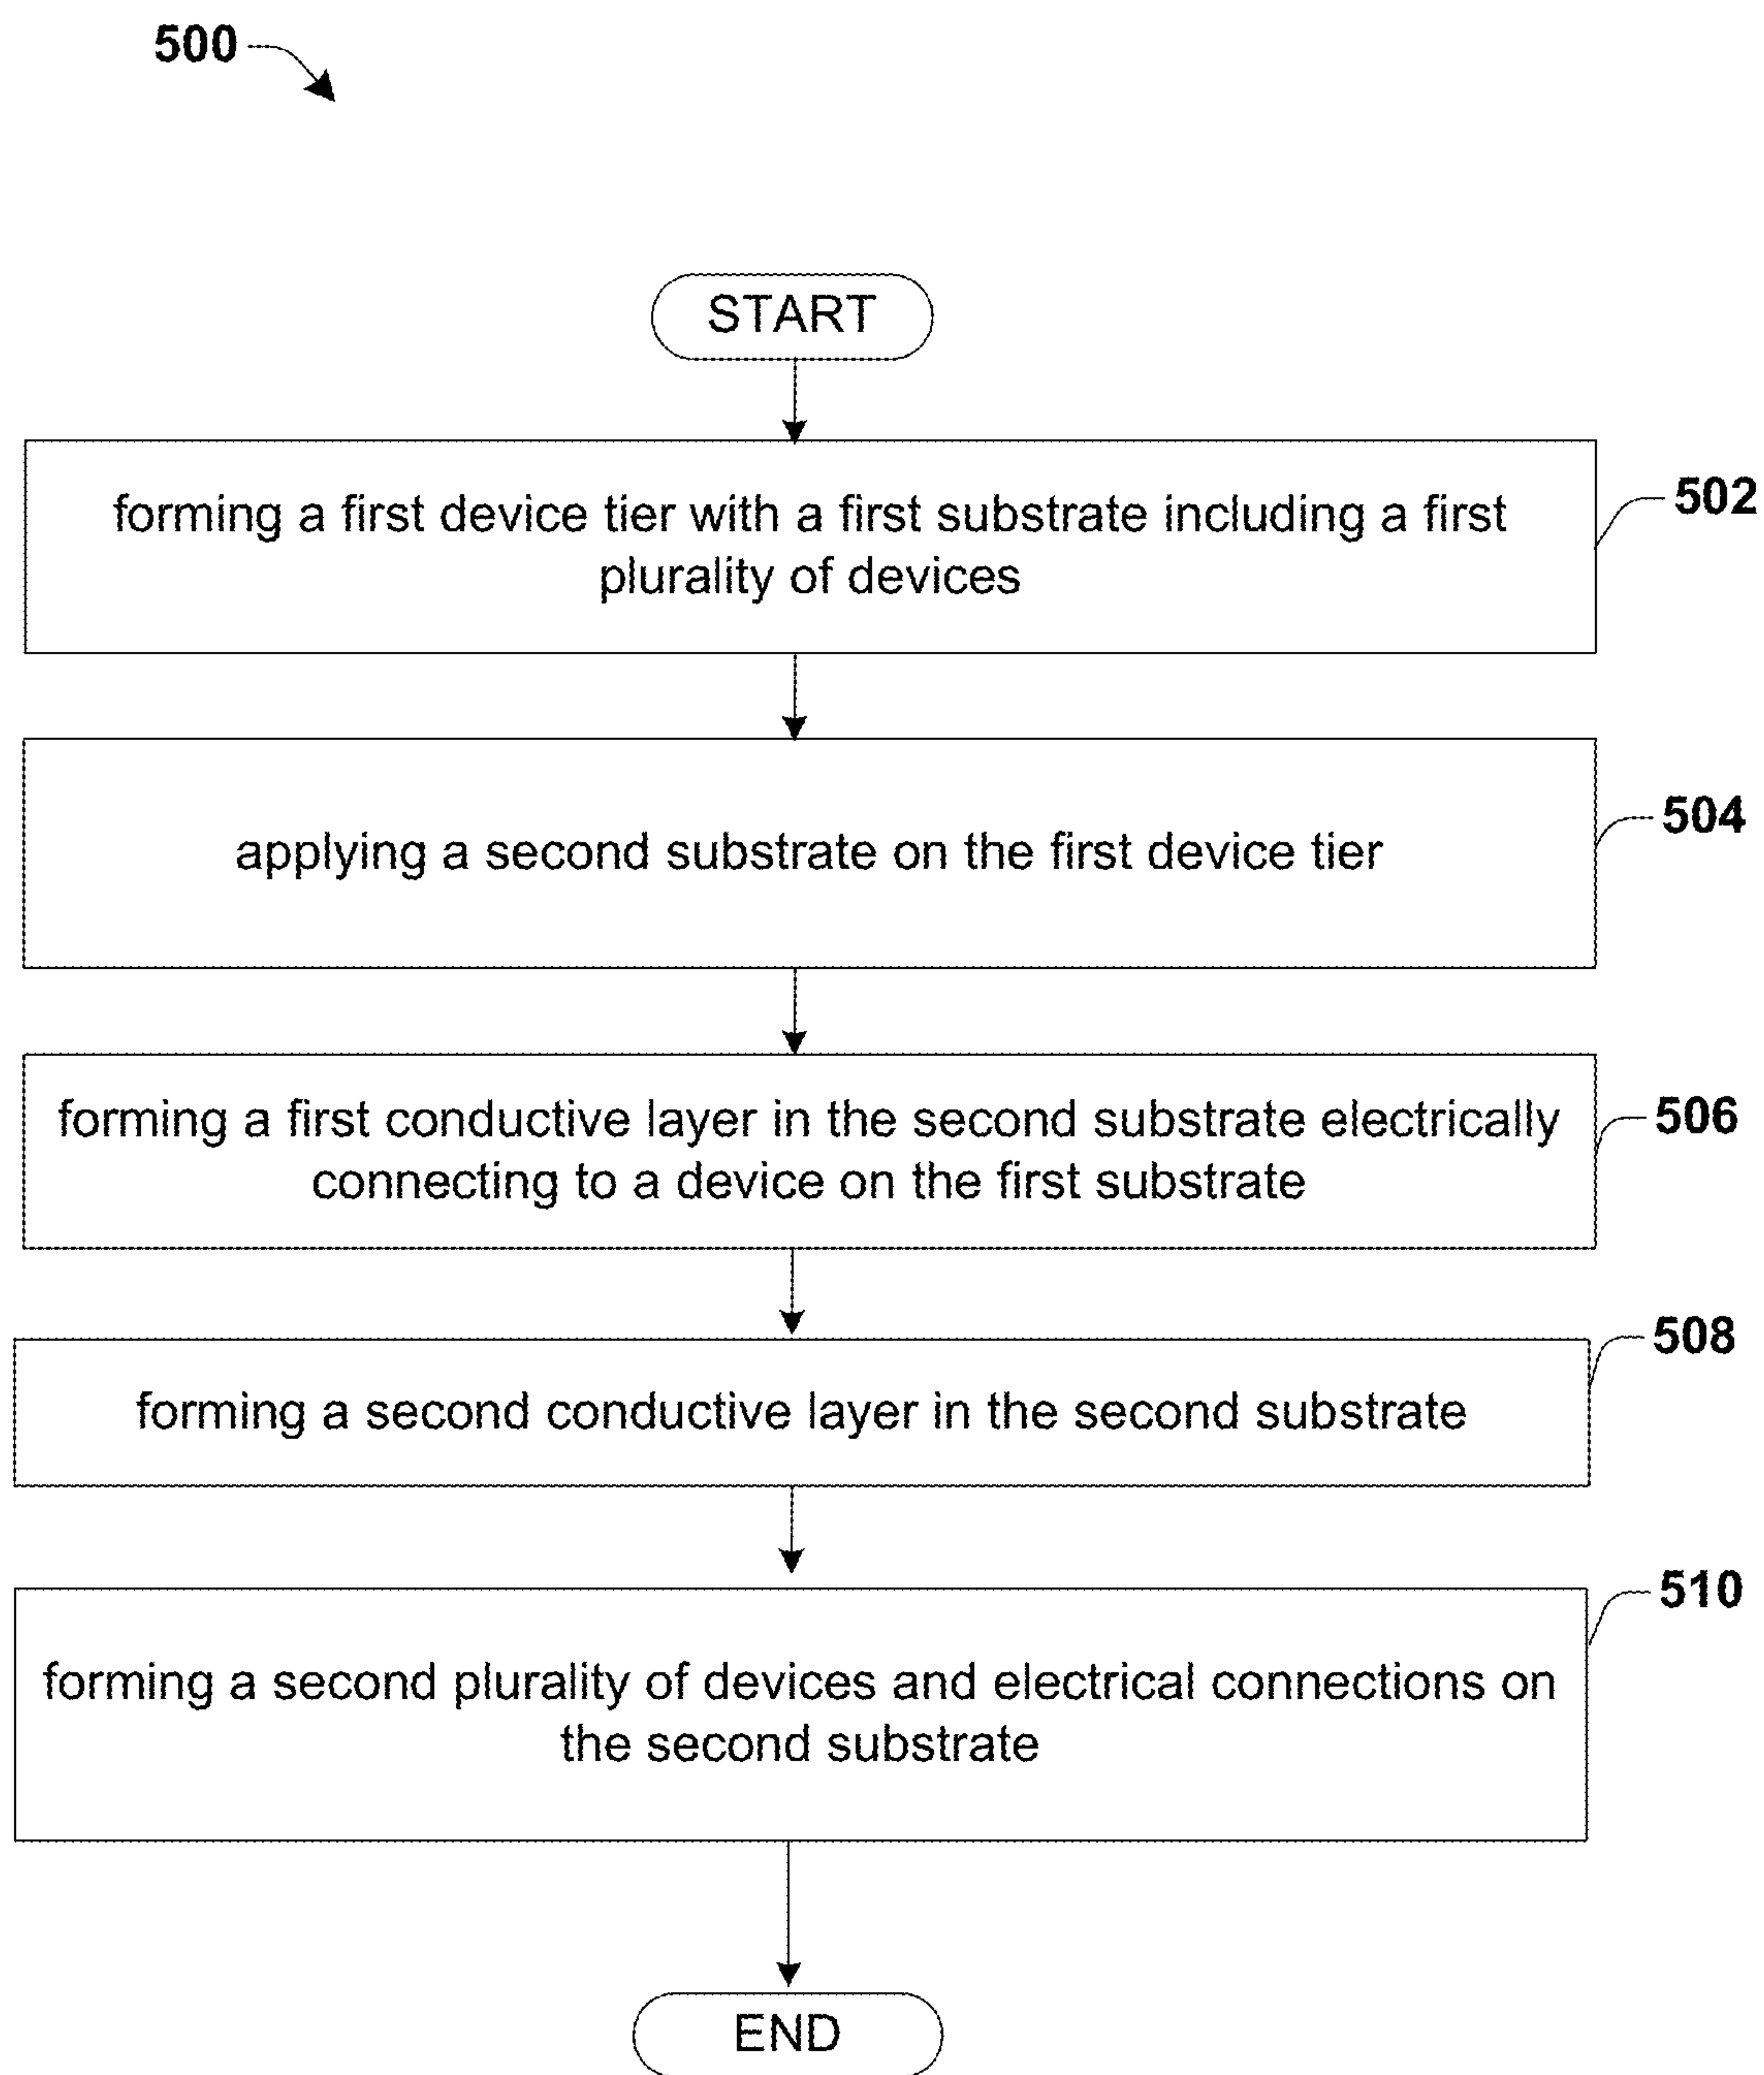 500
START
forming a first device tier with a first substrate including a first
plurality of devices
502
applying a second substrate on the first device tier
504
forming a first conductive layer in the second substrate electrically
connecting to a device on the first substrate
506
forming a second conductive layer in the second substrate
508
forming a second plurality of devices and electrical connections on
the second substrate
510
END